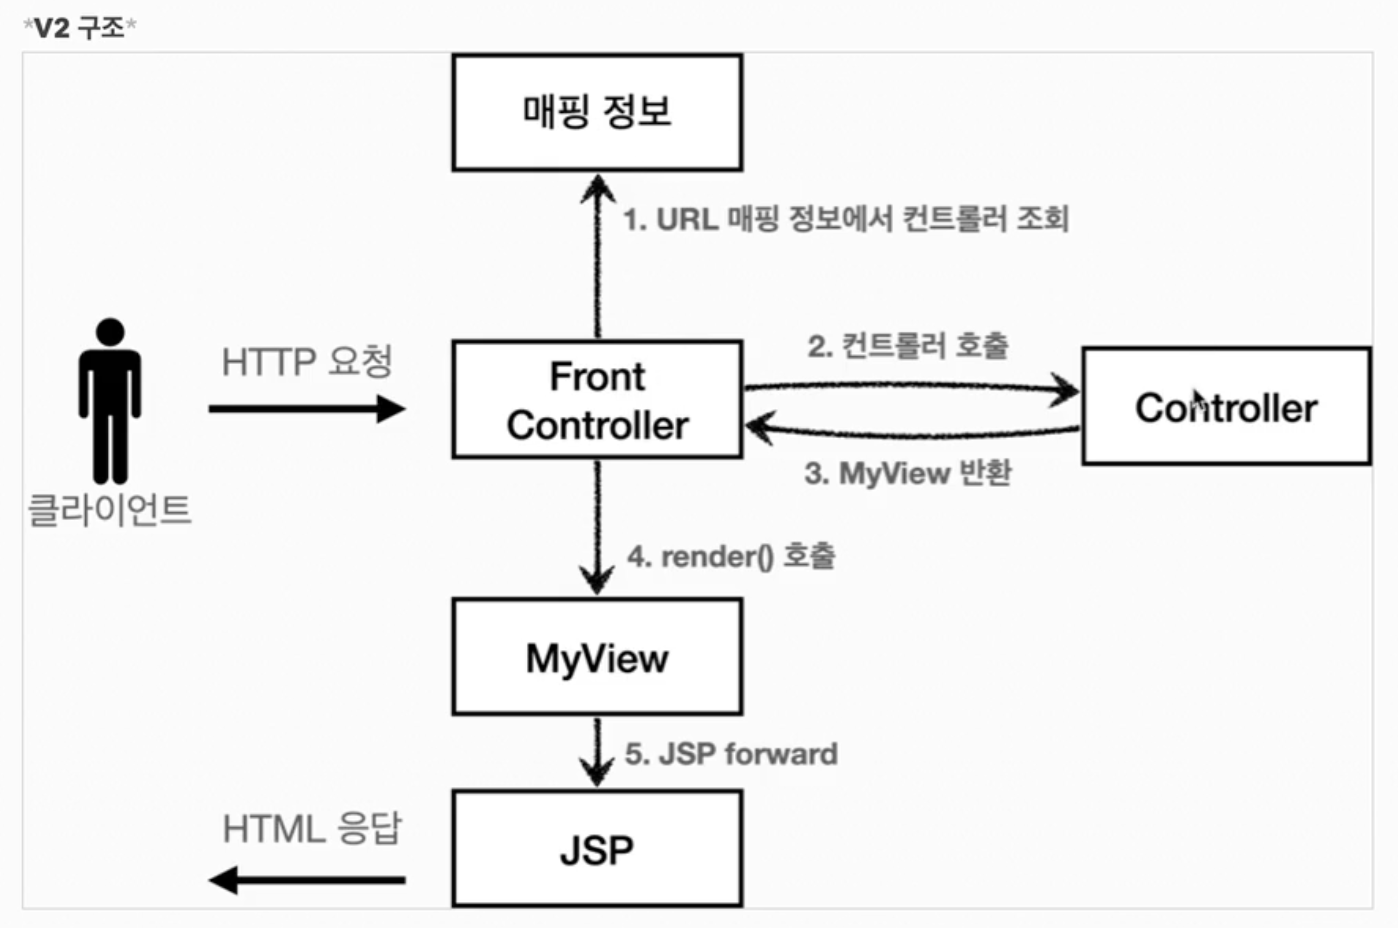 *V2 구조*
매핑 정보
1. URL 매핑 정보에서 컨트롤러 조회
HTTP 요청
클라이언트
Front
Controller
2. 컨트롤러 호출
3. MyView 반환
Controller
4. render() 호출
MyView
5. JSP forward
JSP
HTML 응답